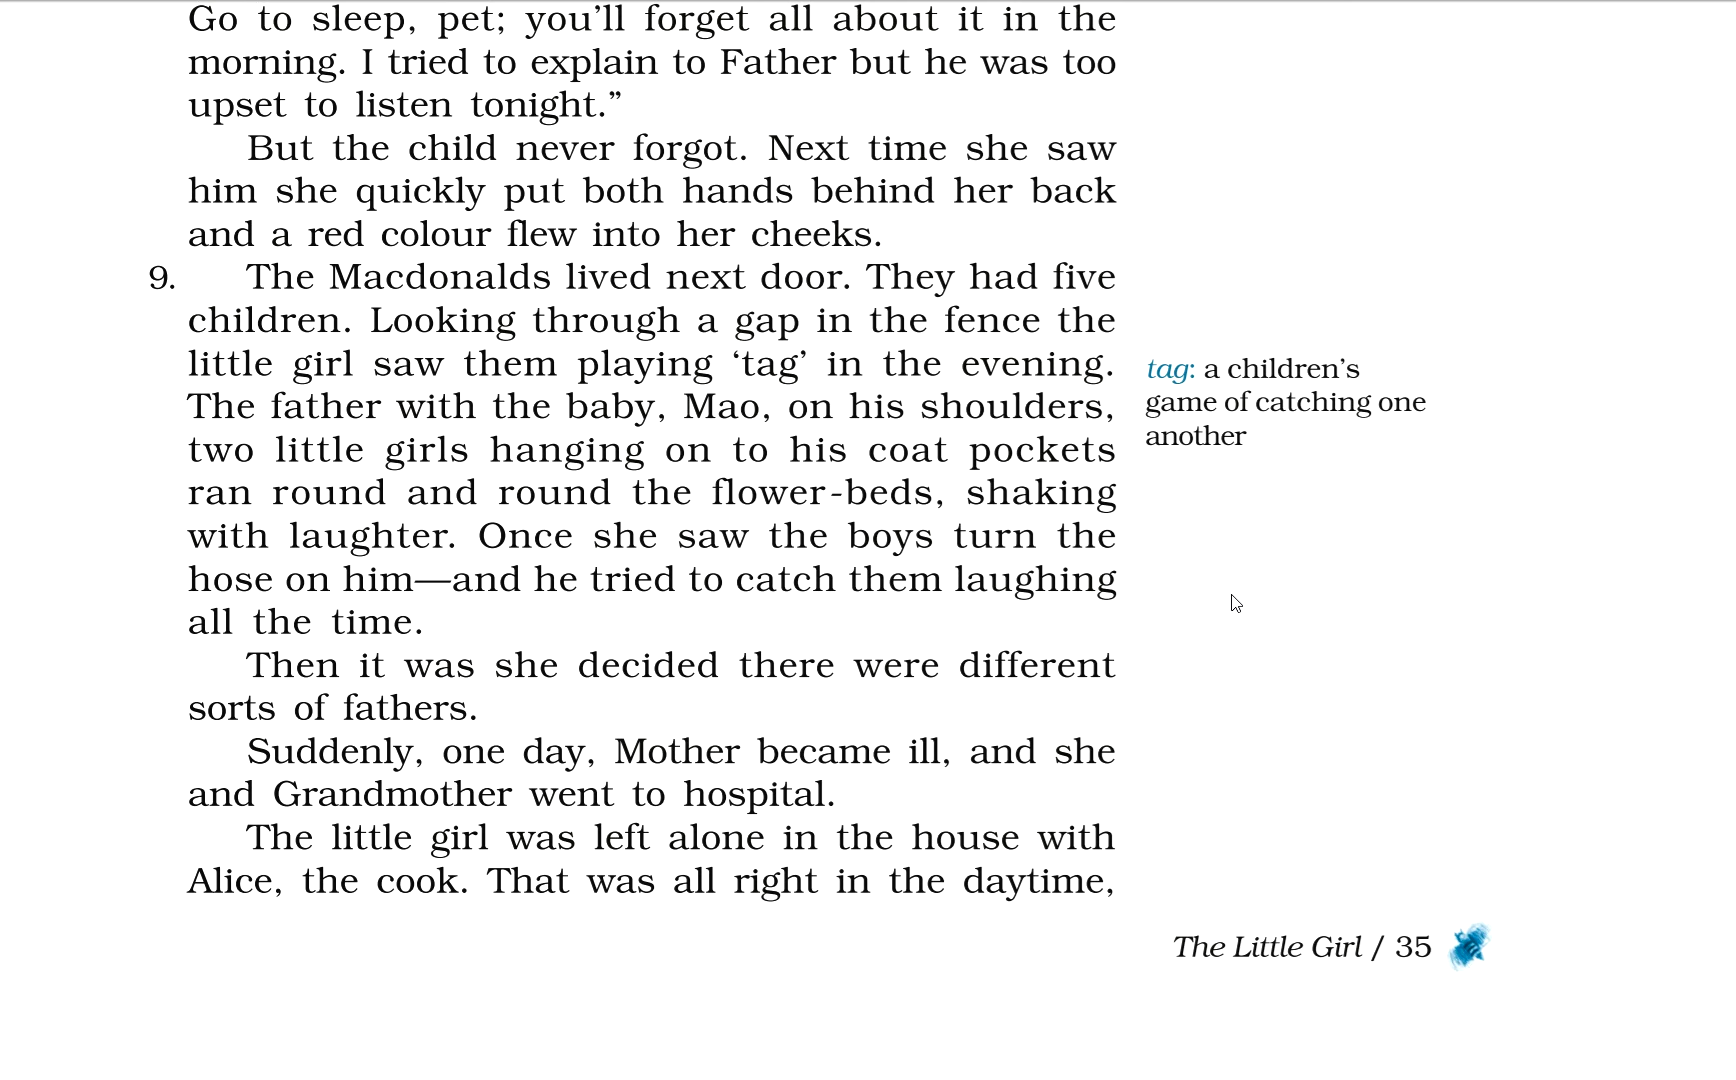 Go to sleep, pet; you’ll forget all about it in the
morning. I tried to explain to Father but he was too
upset to listen tonight.”
But the child never forgot. Next time she saw
him she quickly put both hands behind her back
and a red colour flew into her cheeks.
9. The Macdonalds lived next door. They had five
children. Looking through a gap in the fence the
little girl saw them playing ‘tag’ in the evening.
The father with the baby, Mao, on his shoulders,
two little girls hanging on to his coat pockets
ran round and round the flower-beds, shaking
with laughter. Once she saw the boys turn the
hose on him—and he tried to catch them laughing
all the time.
Then it was she decided there were different
sorts of fathers.
Suddenly, one day, Mother became ill, and she
and Grandmother went to hospital.
The little girl was left alone in the house with
Alice, the cook. That was all right in the daytime,
tag: a children’s
game of catching one
another
The Little Girl / 35